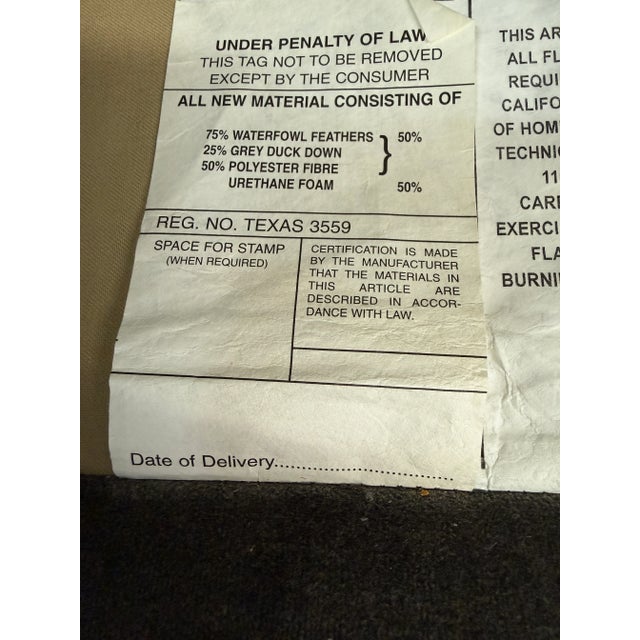 UNDER PENALTY OF LAW
THIS TAG NOT TO BE REMOVED
EXCEPT BY THE CONSUMER
ALL NEW MATERIAL CONSISTING OF
75% WATERFOWL FEATHERS } 50%
25% GREY DUCK DOWN
50% POLYESTER FIBRE
URETHANE FOAM 50%
REG. NO. TEXAS 3559
SPACE FOR STAMP
(WHEN REQUIRED)
CERTIFICATION IS MADE
BY THE MANUFACTURER
THAT THE MATERIALS IN
THIS ARTICLE ARE
DESCRIBED IN ACCOR-
DANCE WITH LAW.
Date of Delivery....................................
THIS AR
ALL FL
REQUI
CALIFO
OF HOM
TECHNI
11
CAR
EXERCI
FLA
BURNI